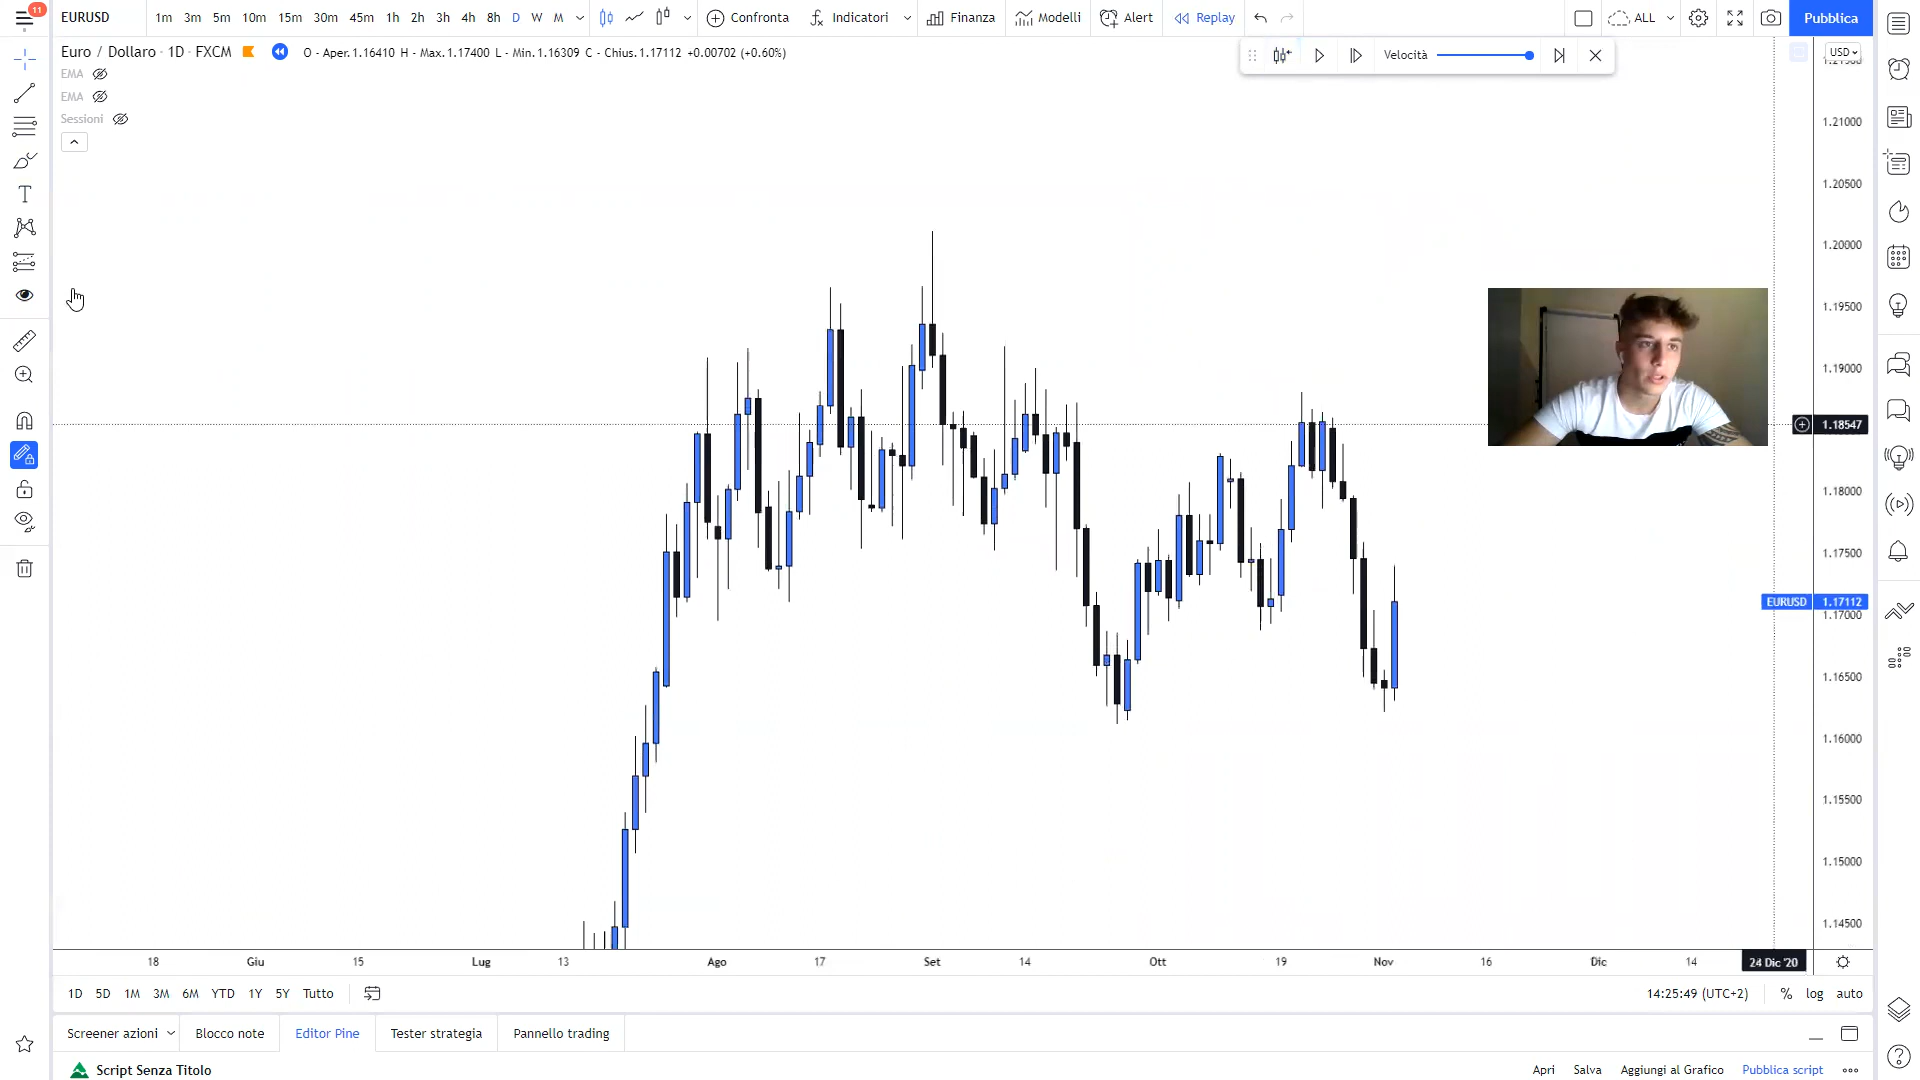 11
EURUSD
1m 3m 5m 10m 15m 30m 45m 1h 2h 3h 4h 8h D W M
Confronta
Indicatori
Finanza
Modelli
Alert
Replay
ALL
Pubblica
Euro / Dollaro · 1D · FXCM
O - Aper.1.16410 H - Max.1.17400 L - Min.1.16309 C - Chius.1.17112 +0.00702 (+0.60%)
Velocità
USD
EMA
EMA
Sessioni
1.21000
1.20500
1.20000
1.19500
1.19000
1.18547
1.18000
1.17500
EURUSD 1.17112
1.17000
1.16500
1.16000
1.15500
1.15000
1.14500
18 Giu 15 Lug 13 Ago 17 Set 14 Ott 19 Nov 16 Dic 14 24 Dic '20
1D 5D 1M 3M 6M YTD 1Y 5Y Tutto
14:25:49 (UTC+2) % log auto
Screener azioni Blocco note Editor Pine Tester strategia Pannello trading
Script Senza Titolo
Apri Salva Aggiungi al Grafico Pubblica script